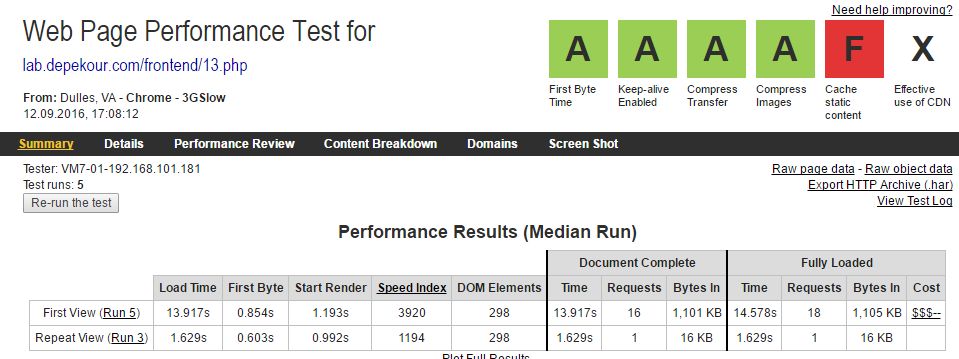 Need help improving?
Web Page Performance Test for
lab.depekour.com/frontend/13.php
From: Dulles, VA - Chrome - 3GSlow
12.09.2016, 17:08:12
A A A A F X
First Byte Time
Keep-alive Enabled
Compress Transfer
Compress Images
Cache static content
Effective use of CDN
Summary Details Performance Review Content Breakdown Domains Screen Shot
Tester: VM7-01-192.168.101.181
Test runs: 5
Re-run the test
Raw page data - Raw object data
Export HTTP Archive (.har)
View Test Log
Performance Results (Median Run)
Document Complete Fully Loaded
Load Time First Byte Start Render Speed Index DOM Elements Time Requests Bytes In Time Requests Bytes In Cost
First View (Run 5) 13.917s 0.854s 1.193s 3920 298 13.917s 16 1,101 KB 14.578s 18 1,105 KB $$$--
Repeat View (Run 3) 1.629s 0.603s 0.992s 1194 298 1.629s 1 16 KB 1.629s 1 16 KB
Plot Full Results